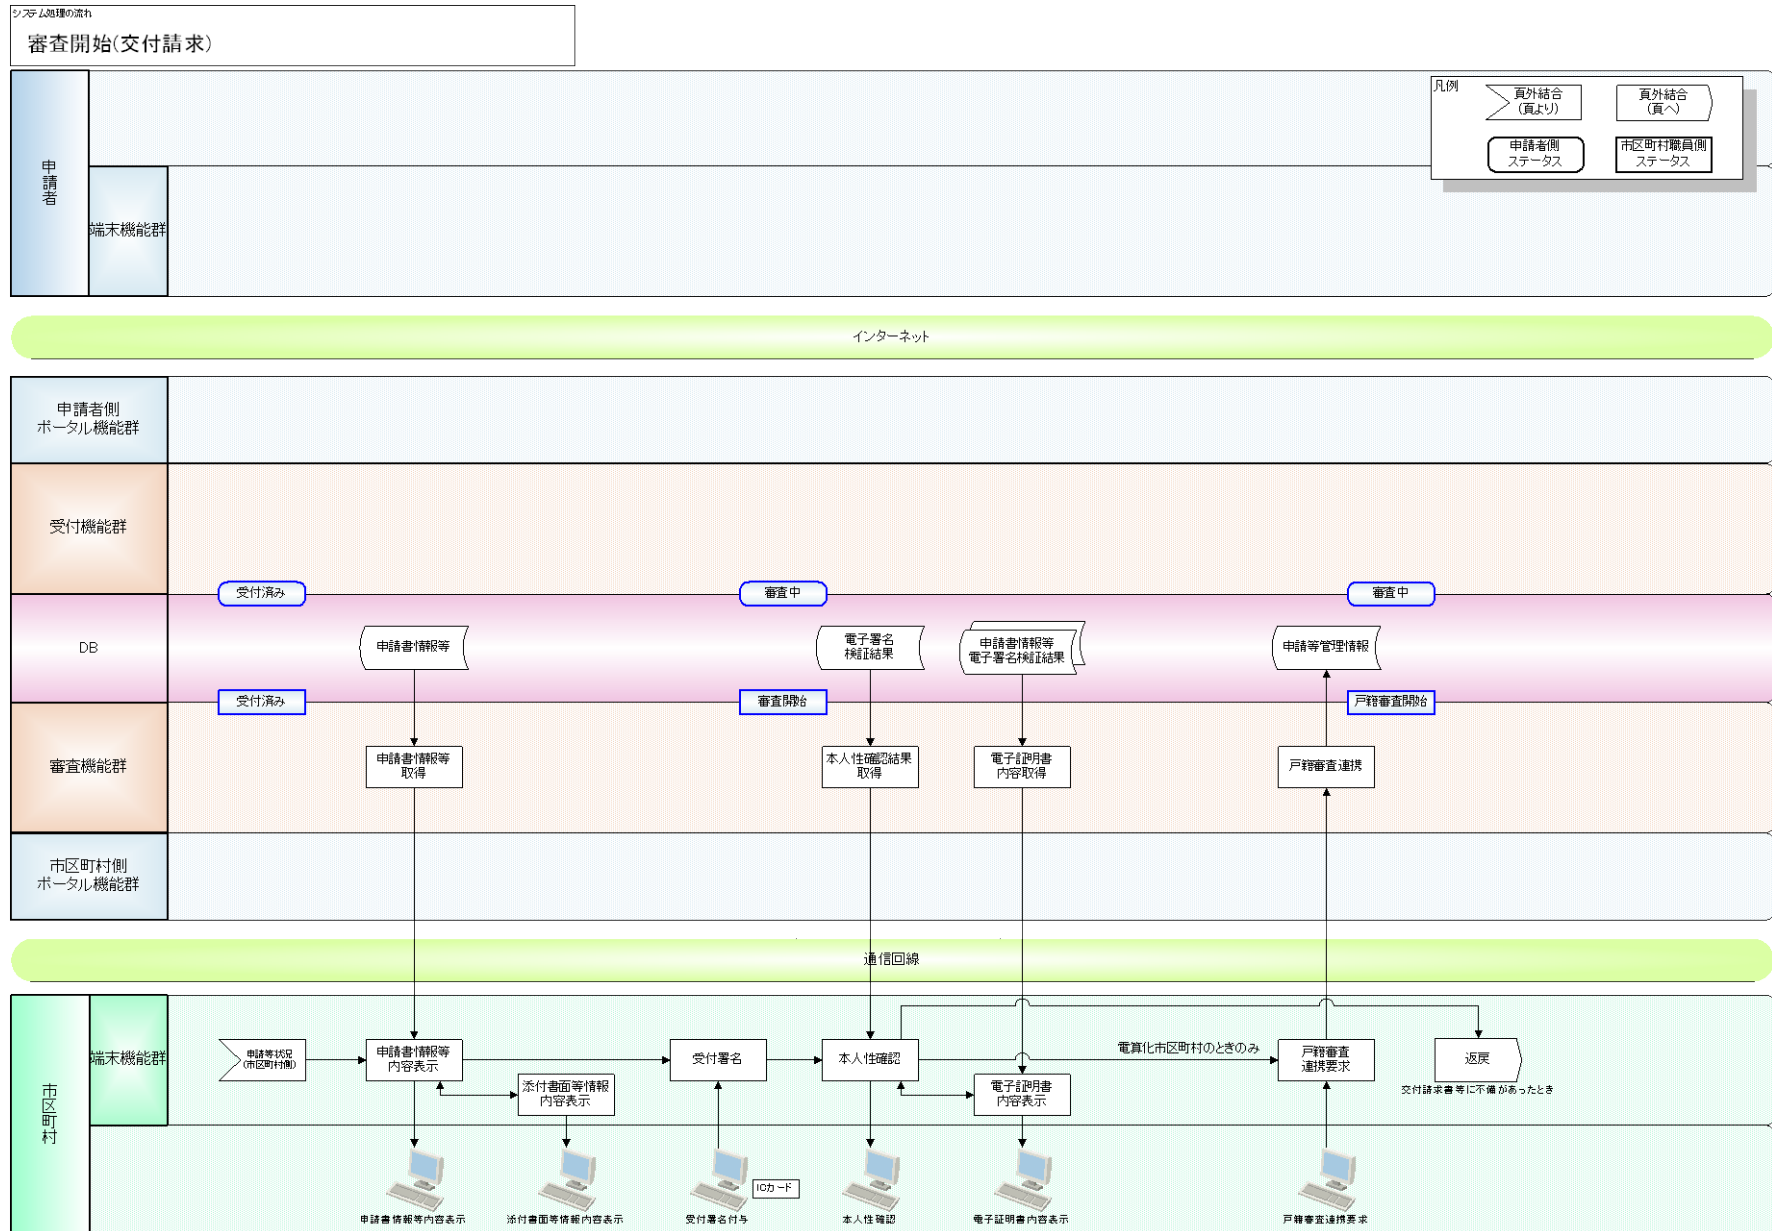 システム処理の流れ
審査開始(交付請求)
凡例
頁外結合
(頁より)
頁外結合
(頁へ)
申請者側
ステータス
市区町村職員側
ステータス
申請者
端末機能群
インターネット
申請者側
ポータル機能群
受付機能群
受付済み
審査中
審査中
DB
申請書情報等
電子署名
検証結果
申請書情報等
電子署名検証結果
申請等管理情報
受付済み
審査開始
戸籍審査開始
審査機能群
申請書情報等
取得
本人性確認結果
取得
電子証明書
内容取得
戸籍審査連携
市区町村側
ポータル機能群
通信回線
市区町村
端末機能群
申請等状況
(市区町村側)
申請書情報等
内容表示
添付書面等情報
内容表示
受付署名
本人性確認
電子証明書
内容表示
電算化市区町村のときのみ
戸籍審査
連携要求
返戻
交付請求書等に不備があったとき
ICカード
申請書情報等内容表示
添付書面等情報内容表示
受付署名付与
本人性確認
電子証明書内容表示
戸籍審査連携要求